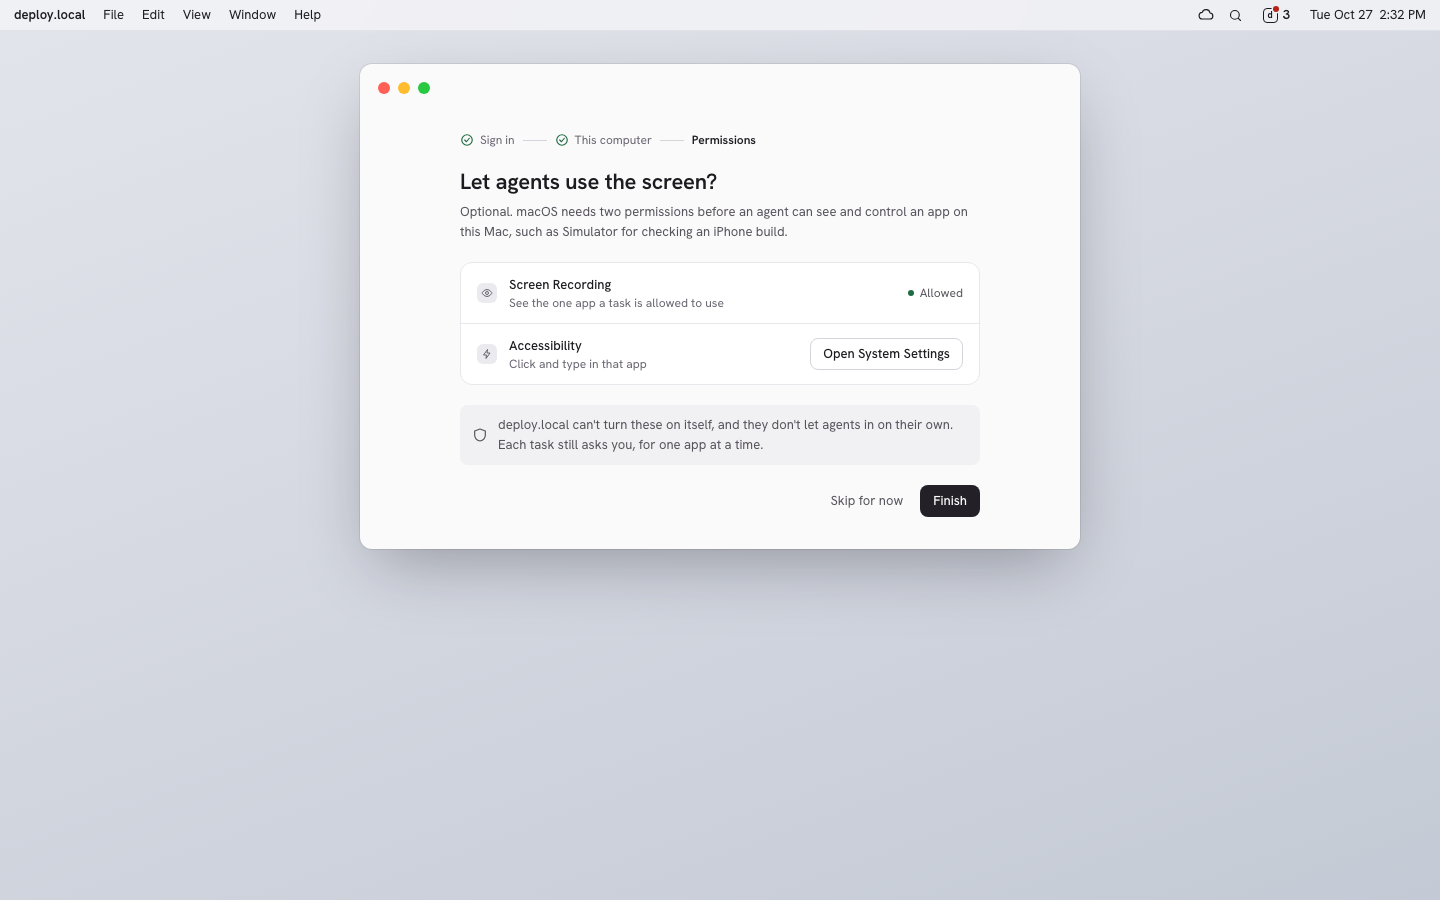 deploy.local File Edit View Window Help d 3 Tue Oct 27 2:32 PM
Sign in This computer Permissions
Let agents use the screen?
Optional. macOS needs two permissions before an agent can see and control an app on
this Mac, such as Simulator for checking an iPhone build.
Screen Recording
See the one app a task is allowed to use
Allowed
Accessibility
Click and type in that app
Open System Settings
deploy.local can't turn these on itself, and they don't let agents in on their own.
Each task still asks you, for one app at a time.
Skip for now Finish